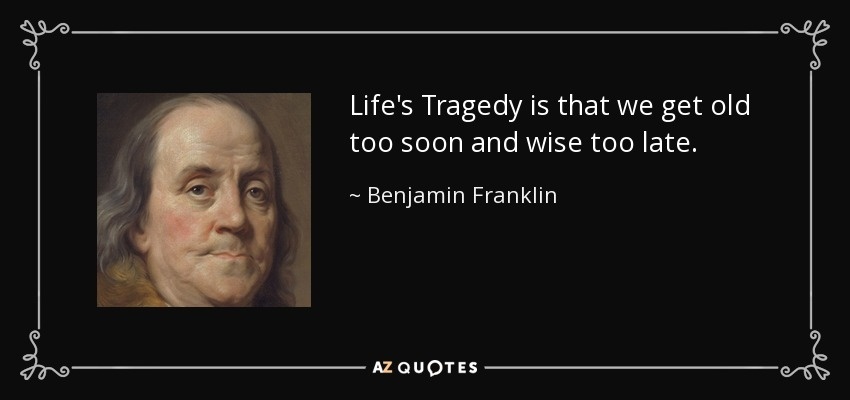 Life's Tragedy is that we get old
too soon and wise too late.
~ Benjamin Franklin
AZ QUOTES